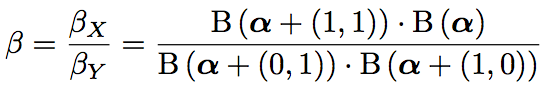 β = β_X / β_Y = B(𝜶 + (1, 1)) · B(𝜶) / B(𝜶 + (0, 1)) · B(𝜶 + (1, 0))